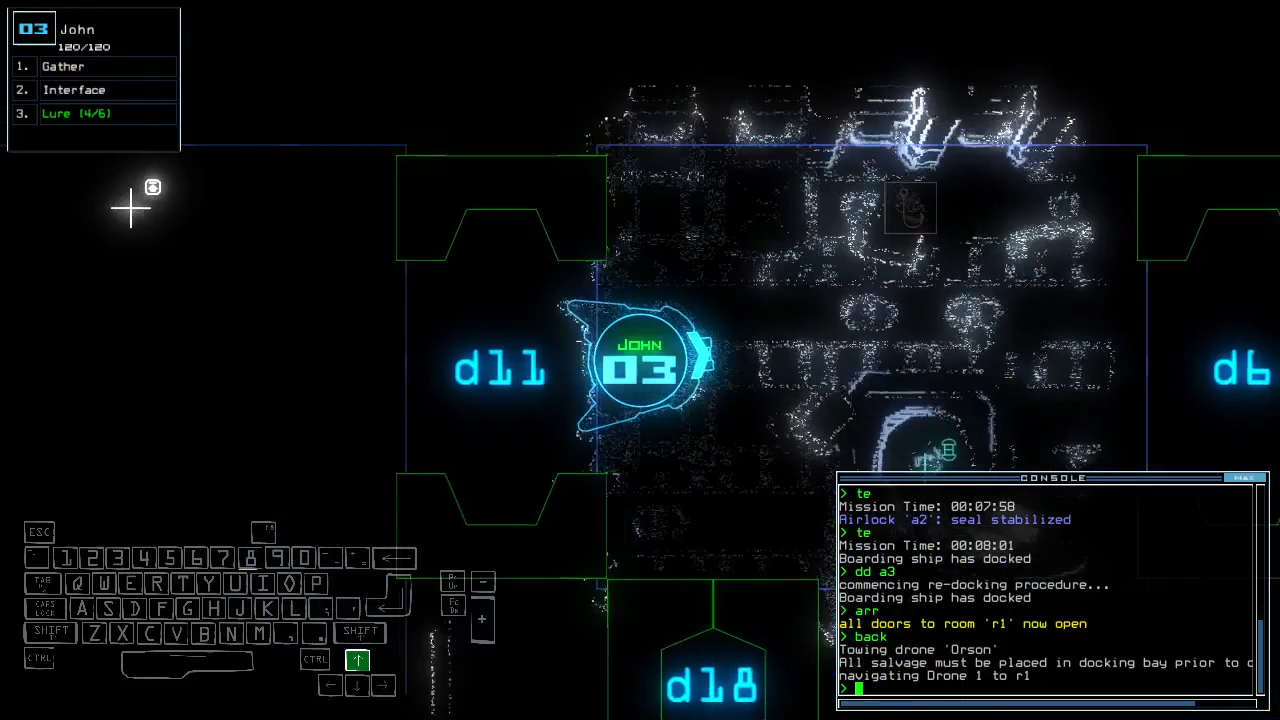 03 John
120/120
1. Gather
2. Interface
3. Lure (4/6)
d11
JOHN
03
d6
d18
CONSOLE
MAX
> te
Mission Time: 00:07:58
Airlock 'a2': seal stabilized
> te
Mission Time: 00:08:01
Boarding ship has docked
> dd a3
commencing re-docking procedure...
Boarding ship has docked
> arr
all doors to room 'r1' now open
> back
Towing drone 'Orson'
All salvage must be placed in docking bay prior to
navigating Drone 1 to r1
>
ESC
1 2 3 4 5 6 7 8 9 0 - =
TAB Q W E R T Y U I O P
CAPS LOCK A S D F G H J K L ; '
SHIFT Z X C V B N M , . SHIFT
CTRL CTRL